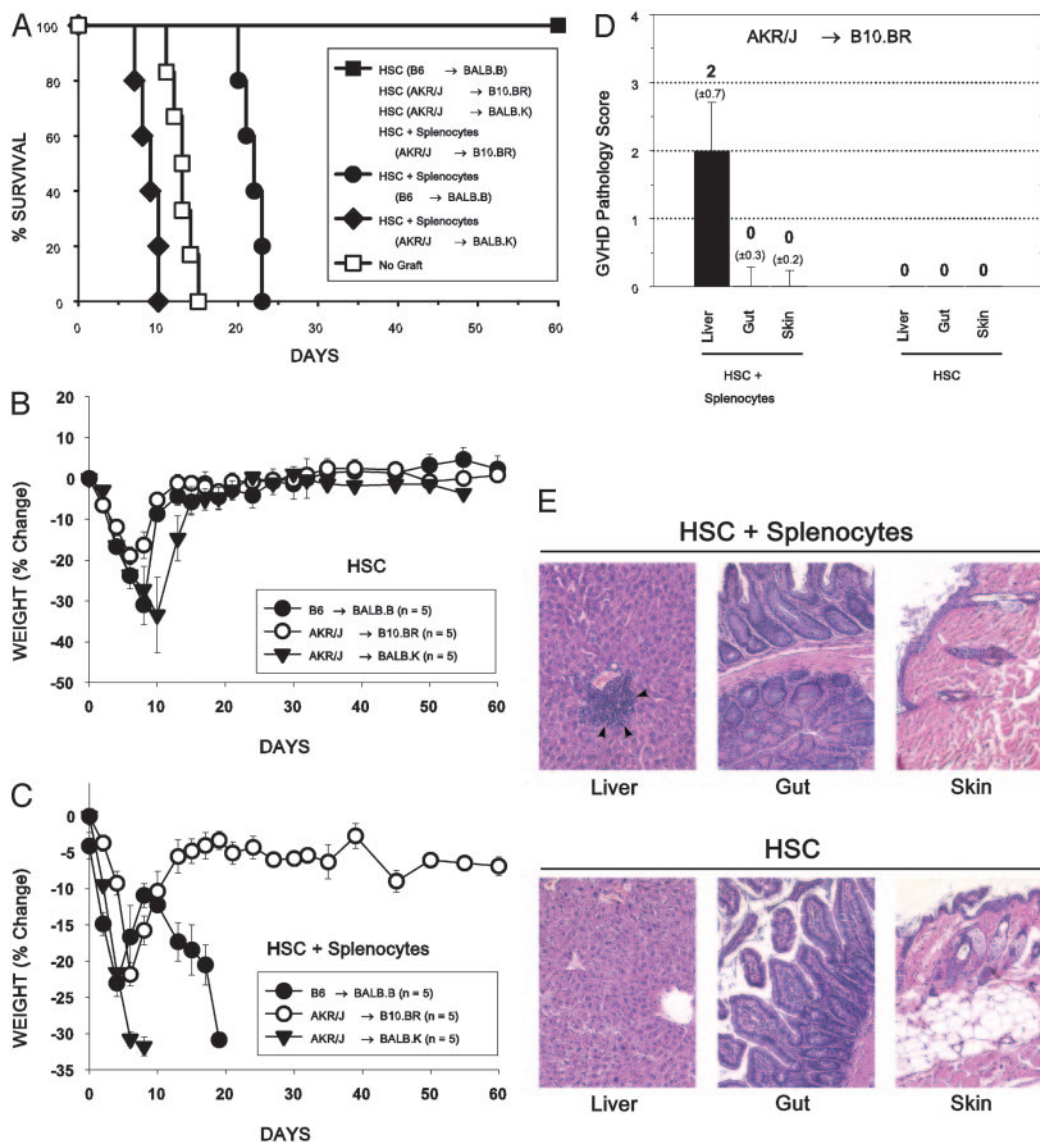 A
100
80
60
40
20
0
% SURVIVAL
0 10 20 30 40 50 60
DAYS
HSC (B6 → BALB.B)
HSC (AKR/J → B10.BR)
HSC (AKR/J → BALB.K)
HSC + Splenocytes
(AKR/J → B10.BR)
HSC + Splenocytes
(B6 → BALB.B)
HSC + Splenocytes
(AKR/J → BALB.K)
No Graft
D
AKR/J → B10.BR
4
3
2
1
0
GVHD Pathology Score
2
(±0.7)
0
(±0.3)
0
(±0.2)
0 0 0
Liver Gut Skin Liver Gut Skin
HSC +
Splenocytes
HSC
B
20
10
0
-10
-20
-30
-40
-50
WEIGHT (% Change)
HSC
B6 → BALB.B (n = 5)
AKR/J → B10.BR (n = 5)
AKR/J → BALB.K (n = 5)
0 10 20 30 40 50 60
DAYS
C
0
-5
-10
-15
-20
-25
-30
-35
WEIGHT (% Change)
HSC + Splenocytes
B6 → BALB.B (n = 5)
AKR/J → B10.BR (n = 5)
AKR/J → BALB.K (n = 5)
0 10 20 30 40 50 60
DAYS
E
HSC + Splenocytes
Liver Gut Skin
HSC
Liver Gut Skin